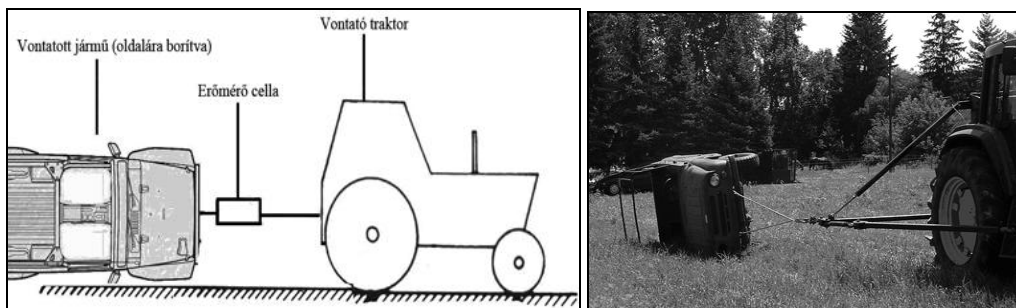 Vontató traktor
Vontatott jármű (oldalára borítva)
Erőmérő cella